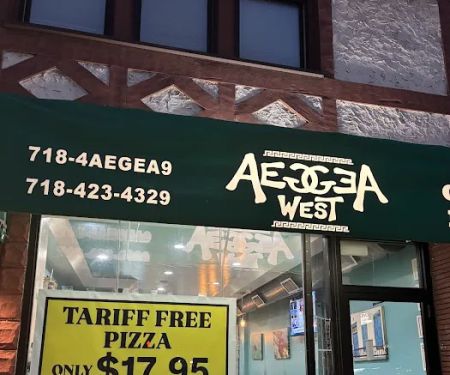 718-4AEGEA9
718-423-4329
AEGEA
WEST
TARIFF FREE
PIZZA
ONLY $17.95